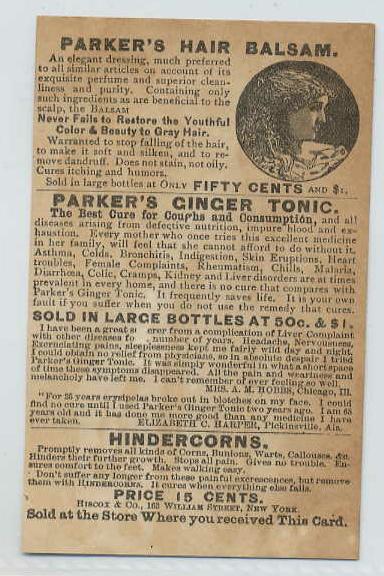 PARKER'S HAIR BALSAM.
An elegant dressing, much preferred
to all similar articles on account of its
exquisite perfume and superior clean-
liness and purity. Containing only
such ingredients as are beneficial to the
scalp, the BALSAM
Never Fails to Restore the Youthful
Color & Beauty to Gray Hair.
Warranted to stop falling of the hair,
to make it soft and silken, and to re-
move dandruff. Does not stain, not oily.
Cures itching and humors.
Sold in large bottles at ONLY FIFTY CENTS AND $1.
PARKER'S GINGER TONIC.
The Best Cure for Coughs and Consumption, and all
diseases arising from defective nutrition, impure blood and ex-
haustion. Every mother who once tries this excellent medicine
in her family, will feel that she cannot afford to do without it.
Asthma, Colds, Bronchitis, Indigestion, Skin Eruptions, Heart
troubles, Female Complaints, Rheumatism, Chills, Malaria,
Diarrhœa, Colic, Cramps, Kidney and Liver disorders are at times
prevalent in every home, and there is no cure that compares with
Parker's Ginger Tonic. It frequently saves life. It is your own
fault if you suffer when you do not use the remedy that cures.
SOLD IN LARGE BOTTLES AT 50c. & $1.
I have been a great s erer from a complication of Liver Complaint
with other diseases fo number of years. Headache, Nervousness,
Excruciating pains, sleeplessness kept me fairly wild day and night.
I could obtain no relief from physicians, so in absolute despair I tried
Parker's Ginger Tonic. It was simply wonderful in what a short space
of time these symptoms disappeared. All the pain and weariness and
melancholy have left me. I can't remember of ever feeling so well.
MRS. A. M. HOBBS, Chicago, Ill.
"For 35 years erysipelas broke out in blotches on my face. I could
find no cure until I used Parker's Ginger Tonic two years ago. I am 65
years old and it has done me more good than any medicine I have
ever taken. ELIZABETH C. HARPER, Pickinsville, Ala.
HINDERCORNS.
Promptly removes all kinds of Corns, Bunions, Warts, Callouses, &c.
Hinders their further growth. Stops all pain. Gives no trouble. En-
sures comfort to the feet. Makes walking easy.
Don't suffer any longer from these painful excrescences, but remove
them with HINDERCORNS. It cures when everything else fails.
PRICE 15 CENTS.
HISCOX & CO., 163 WILLIAM STREET, NEW YORK.
Sold at the Store Where you received This Card.